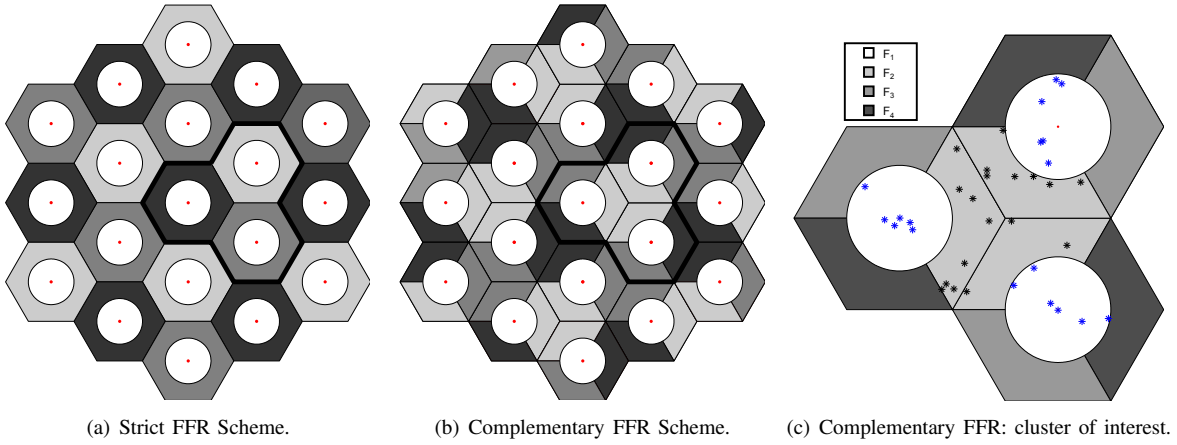 F1
F2
F3
F4
(a) Strict FFR Scheme.
(b) Complementary FFR Scheme.
(c) Complementary FFR: cluster of interest.